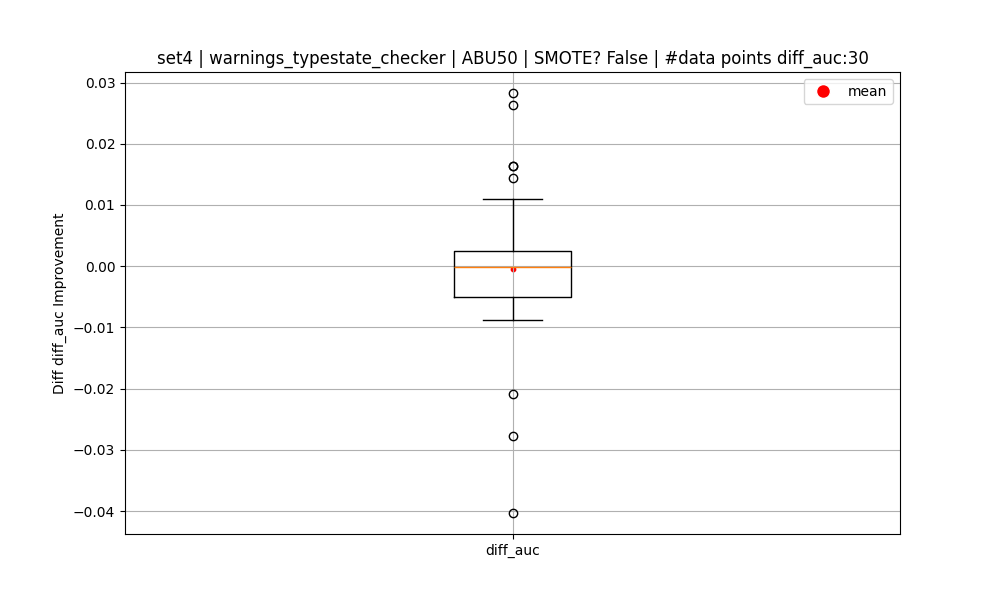 set4 | warnings_typestate_checker | ABU50 | SMOTE? False | #data points diff_auc:30
mean
0.03
0.02
0.01
0.00
−0.01
−0.02
−0.03
−0.04
Diff diff_auc Improvement
diff_auc